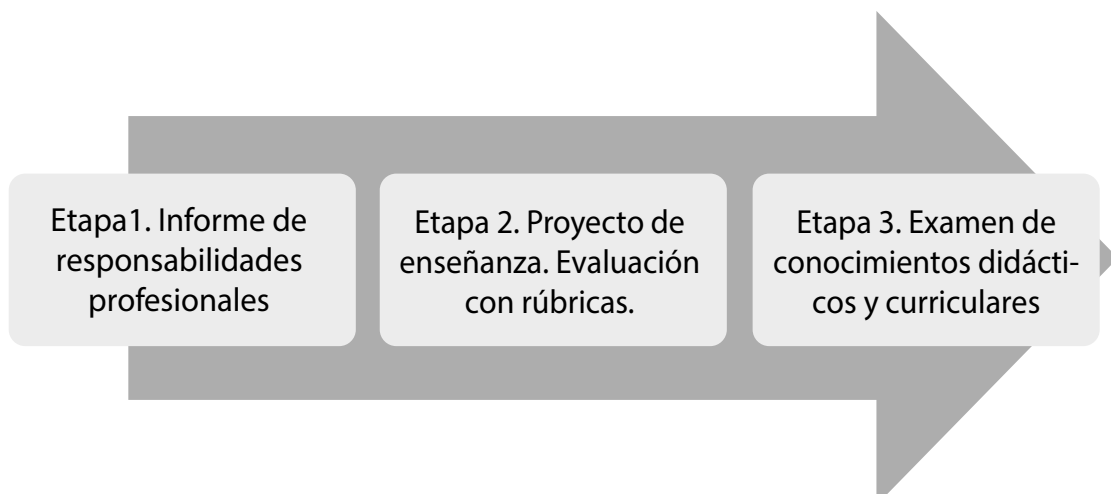 Etapa1. Informe de
responsabilidades
profesionales
Etapa 2. Proyecto de
enseñanza. Evaluación
con rúbricas.
Etapa 3. Examen de
conocimientos didácti-
cos y curriculares